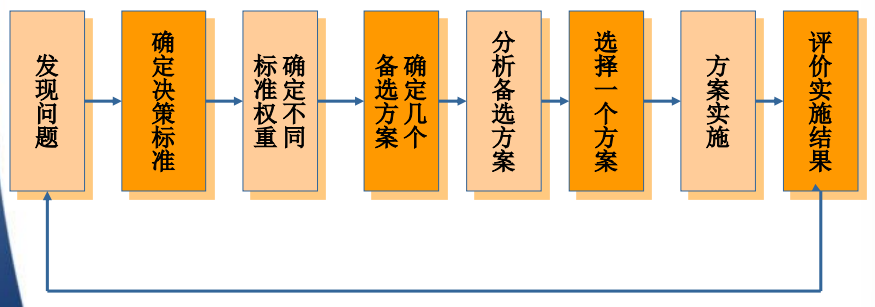 发现问题
确定决策标准
确定不同
标准权重
确定几个
备选方案
分析备选方案
选择一个方案
方案实施
评价实施结果